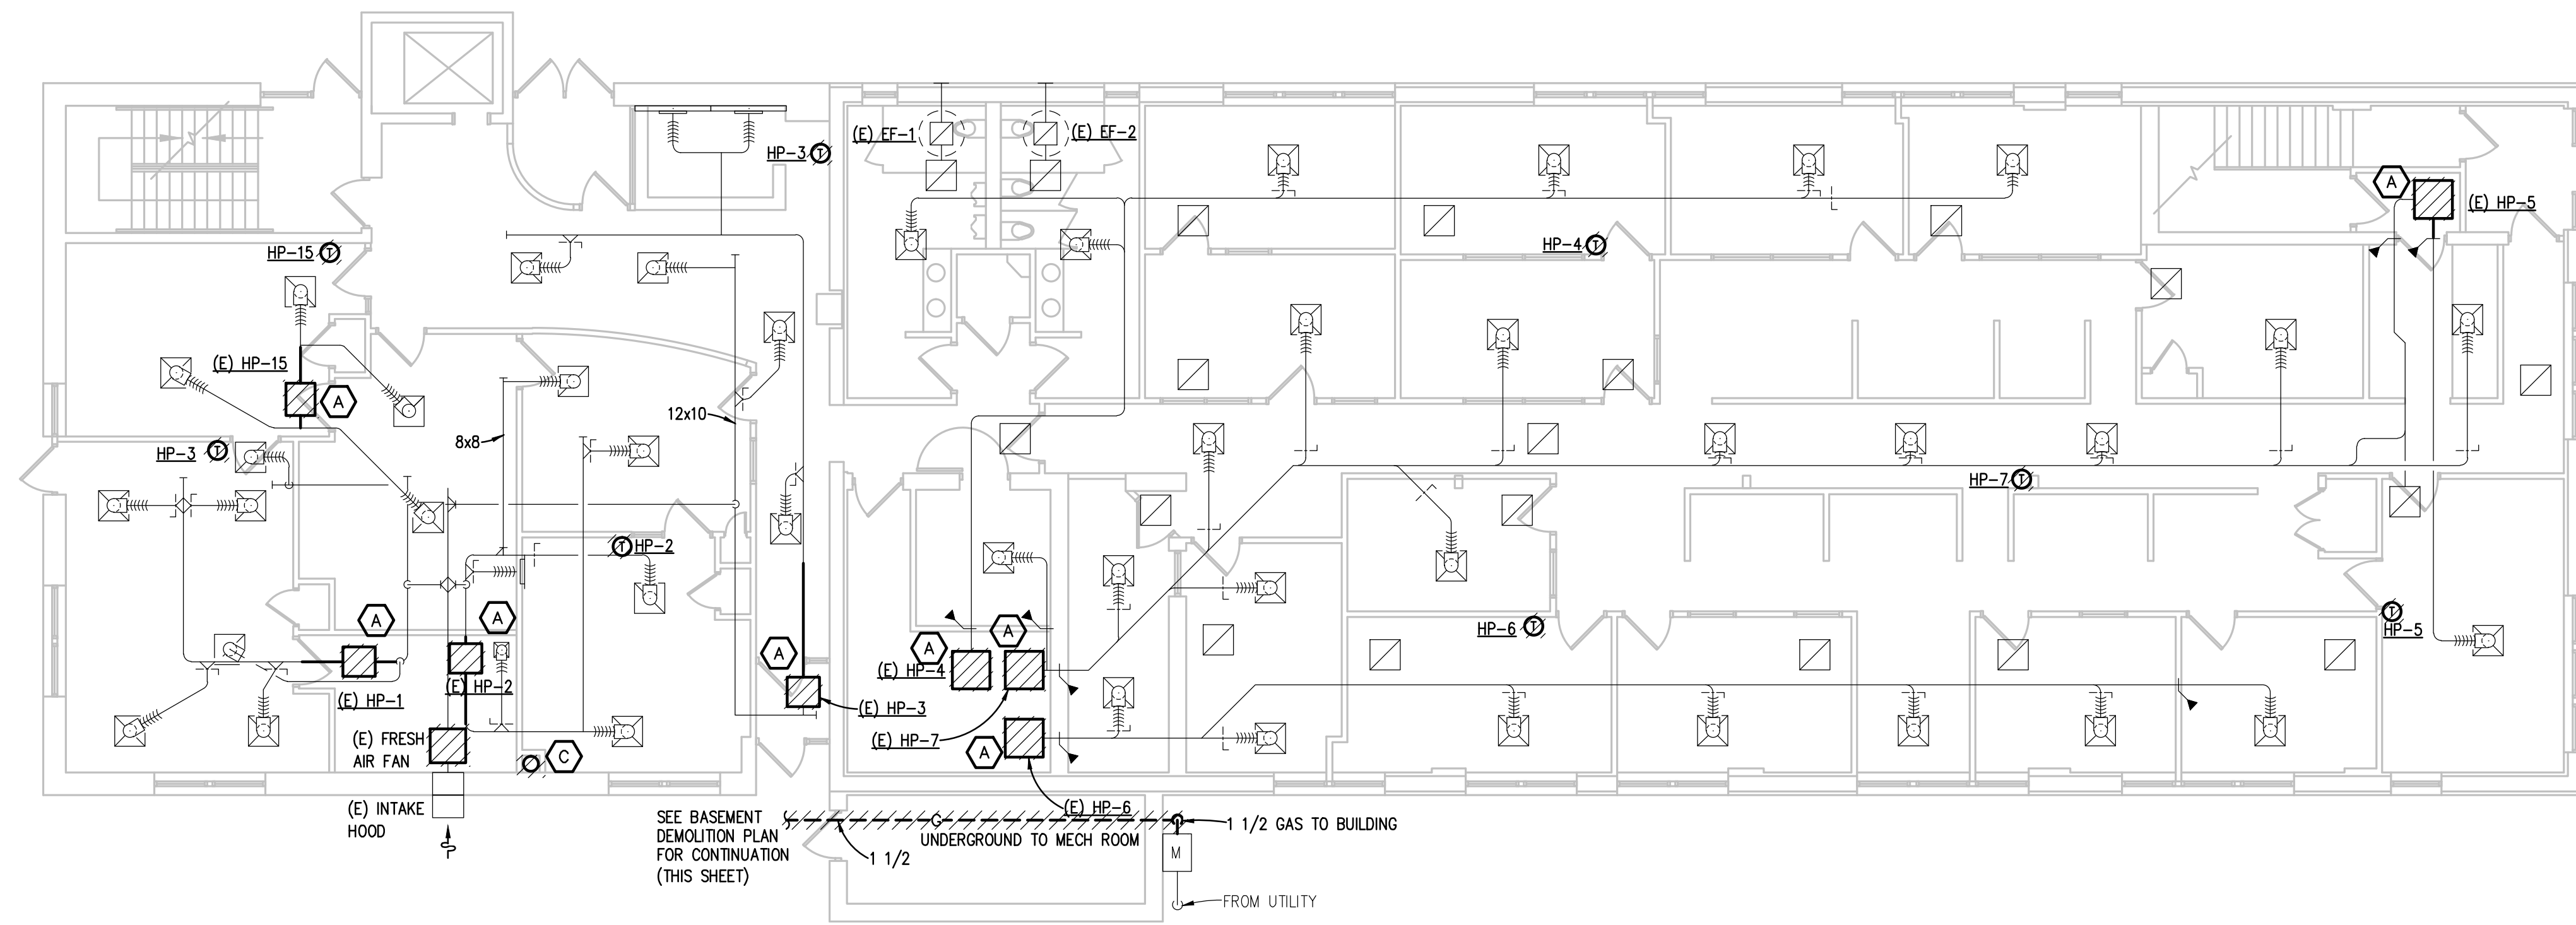 (E) EF-1
(E) EF-2
HP-3 T
A
(E) HP-5
HP-15 T
HP-4 T
(E) HP-15
A
8x8
12x10
HP-3 T
HP-7 T
T HP-2
A
A
A
A
A
HP-6 T
T
HP-5
(E) HP-4
(E) HP-2
(E) HP-1
(E) HP-3
(E) HP-7
A
(E) FRESH
AIR FAN
C
(E) INTAKE
HOOD
(E) HP-6
SEE BASEMENT
DEMOLITION PLAN
FOR CONTINUATION
(THIS SHEET)
G
1 1/2 GAS TO BUILDING
UNDERGROUND TO MECH ROOM
1 1/2
M
FROM UTILITY